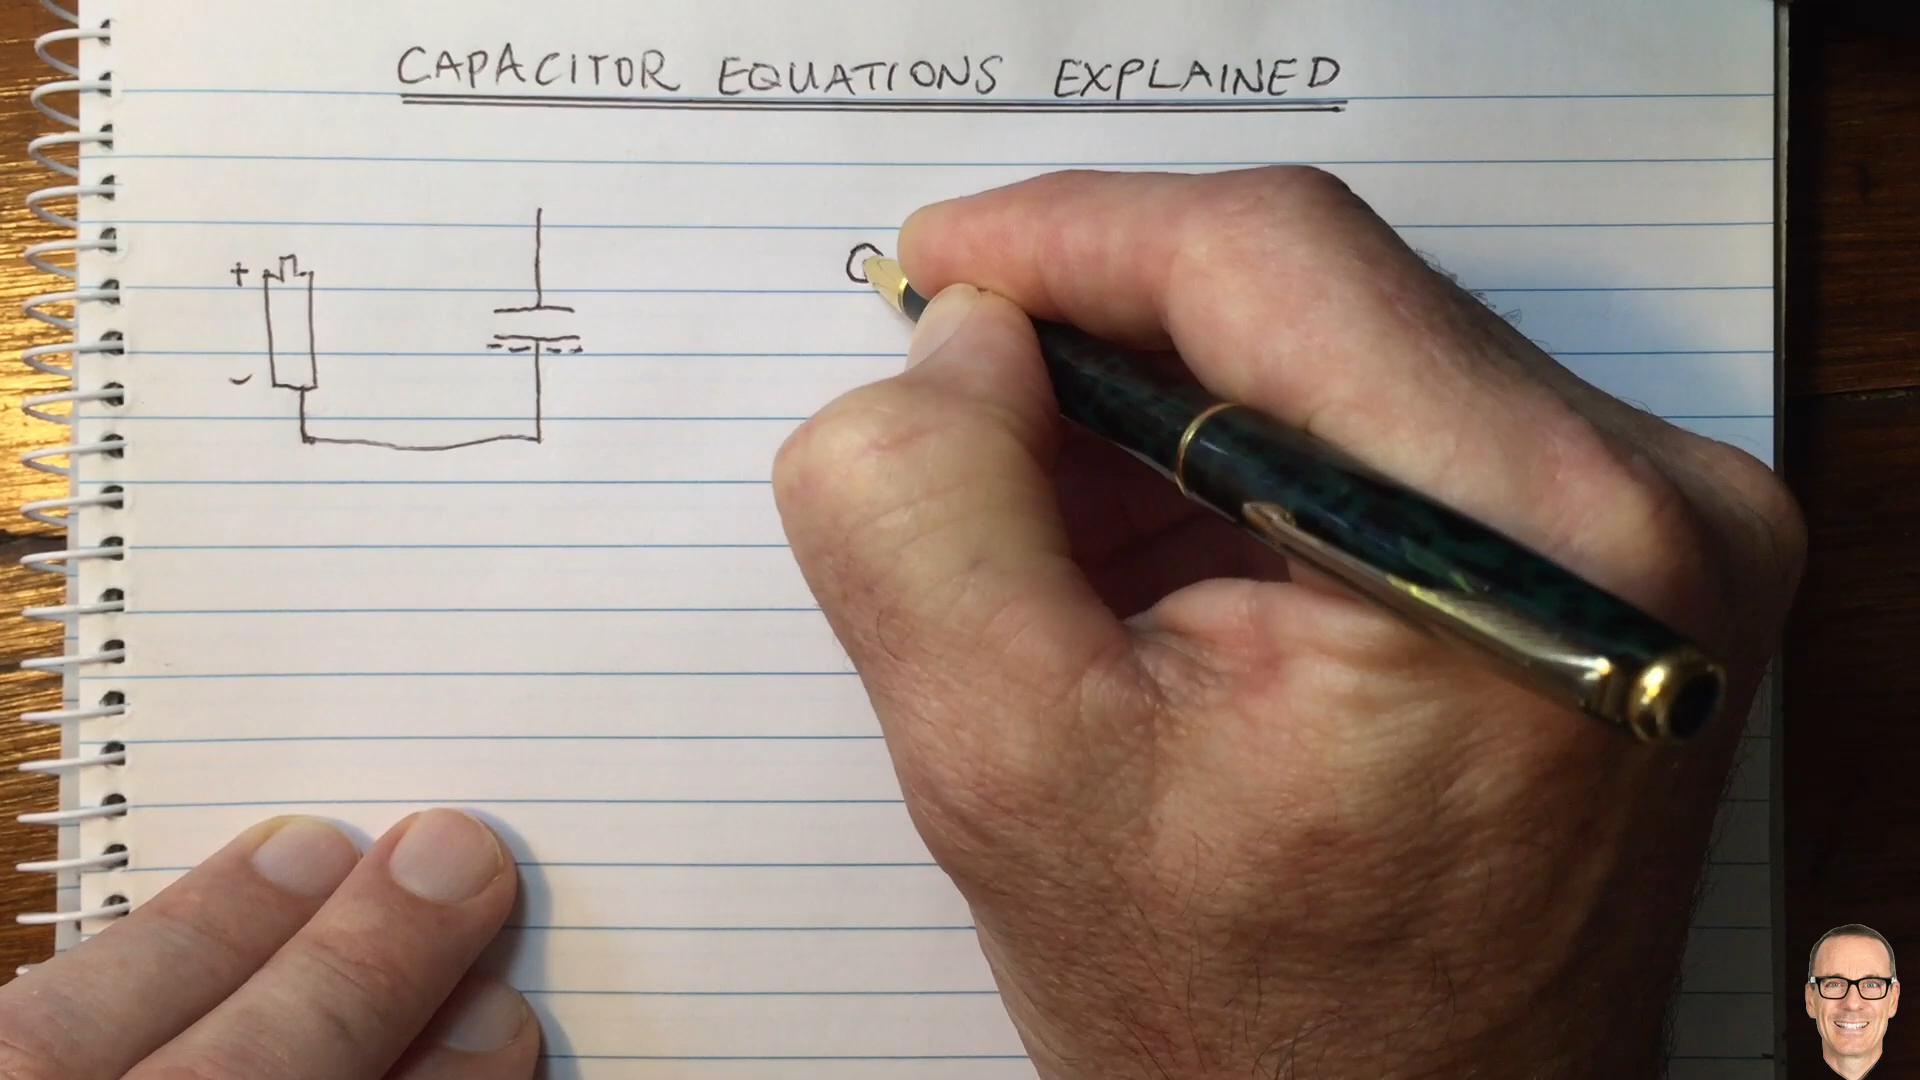 CAPACITOR EQUATIONS EXPLAINED
+
-